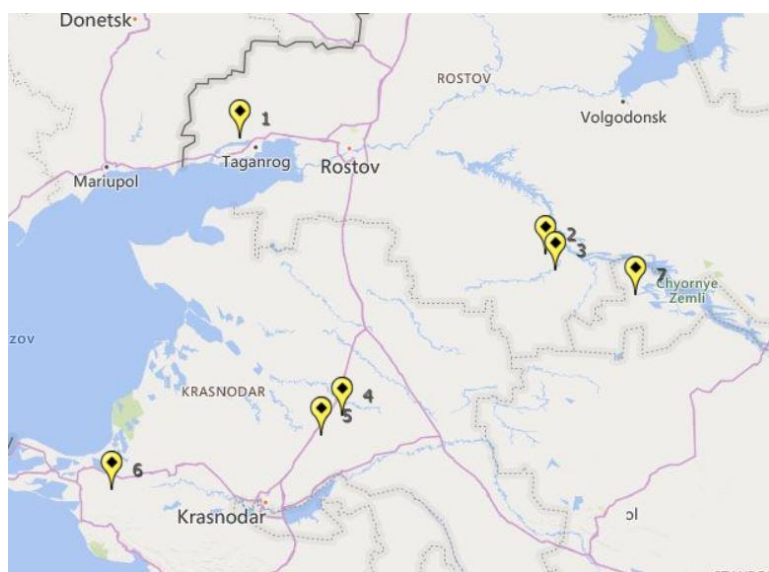 Donetsk
ROSTOV
1
Volgodonsk
Taganrog
Rostov
Mariupol
2
3
7
Chyornye
Zemli
zov
KRASNODAR
4
5
6
Krasnodar
ol